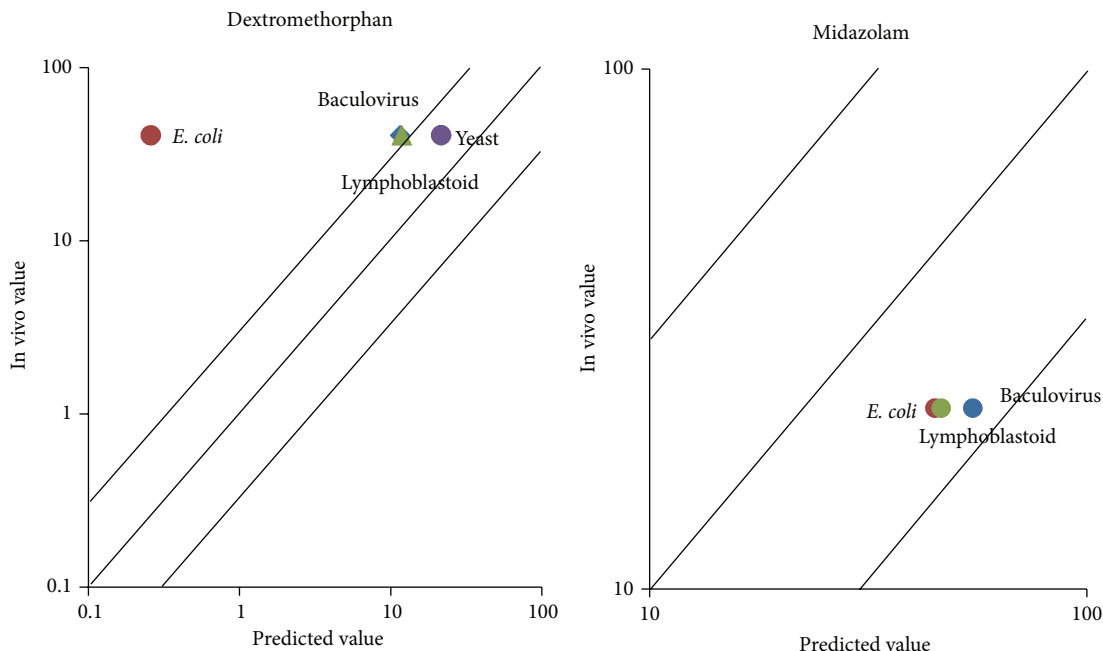 Dextromethorphan
100
10
1
0.1
0.1
1
10
100
In vivo value
Predicted value
E. coli
Baculovirus
Yeast
Lymphoblastoid
Midazolam
100
10
10
100
In vivo value
Predicted value
E. coli
Baculovirus
Lymphoblastoid